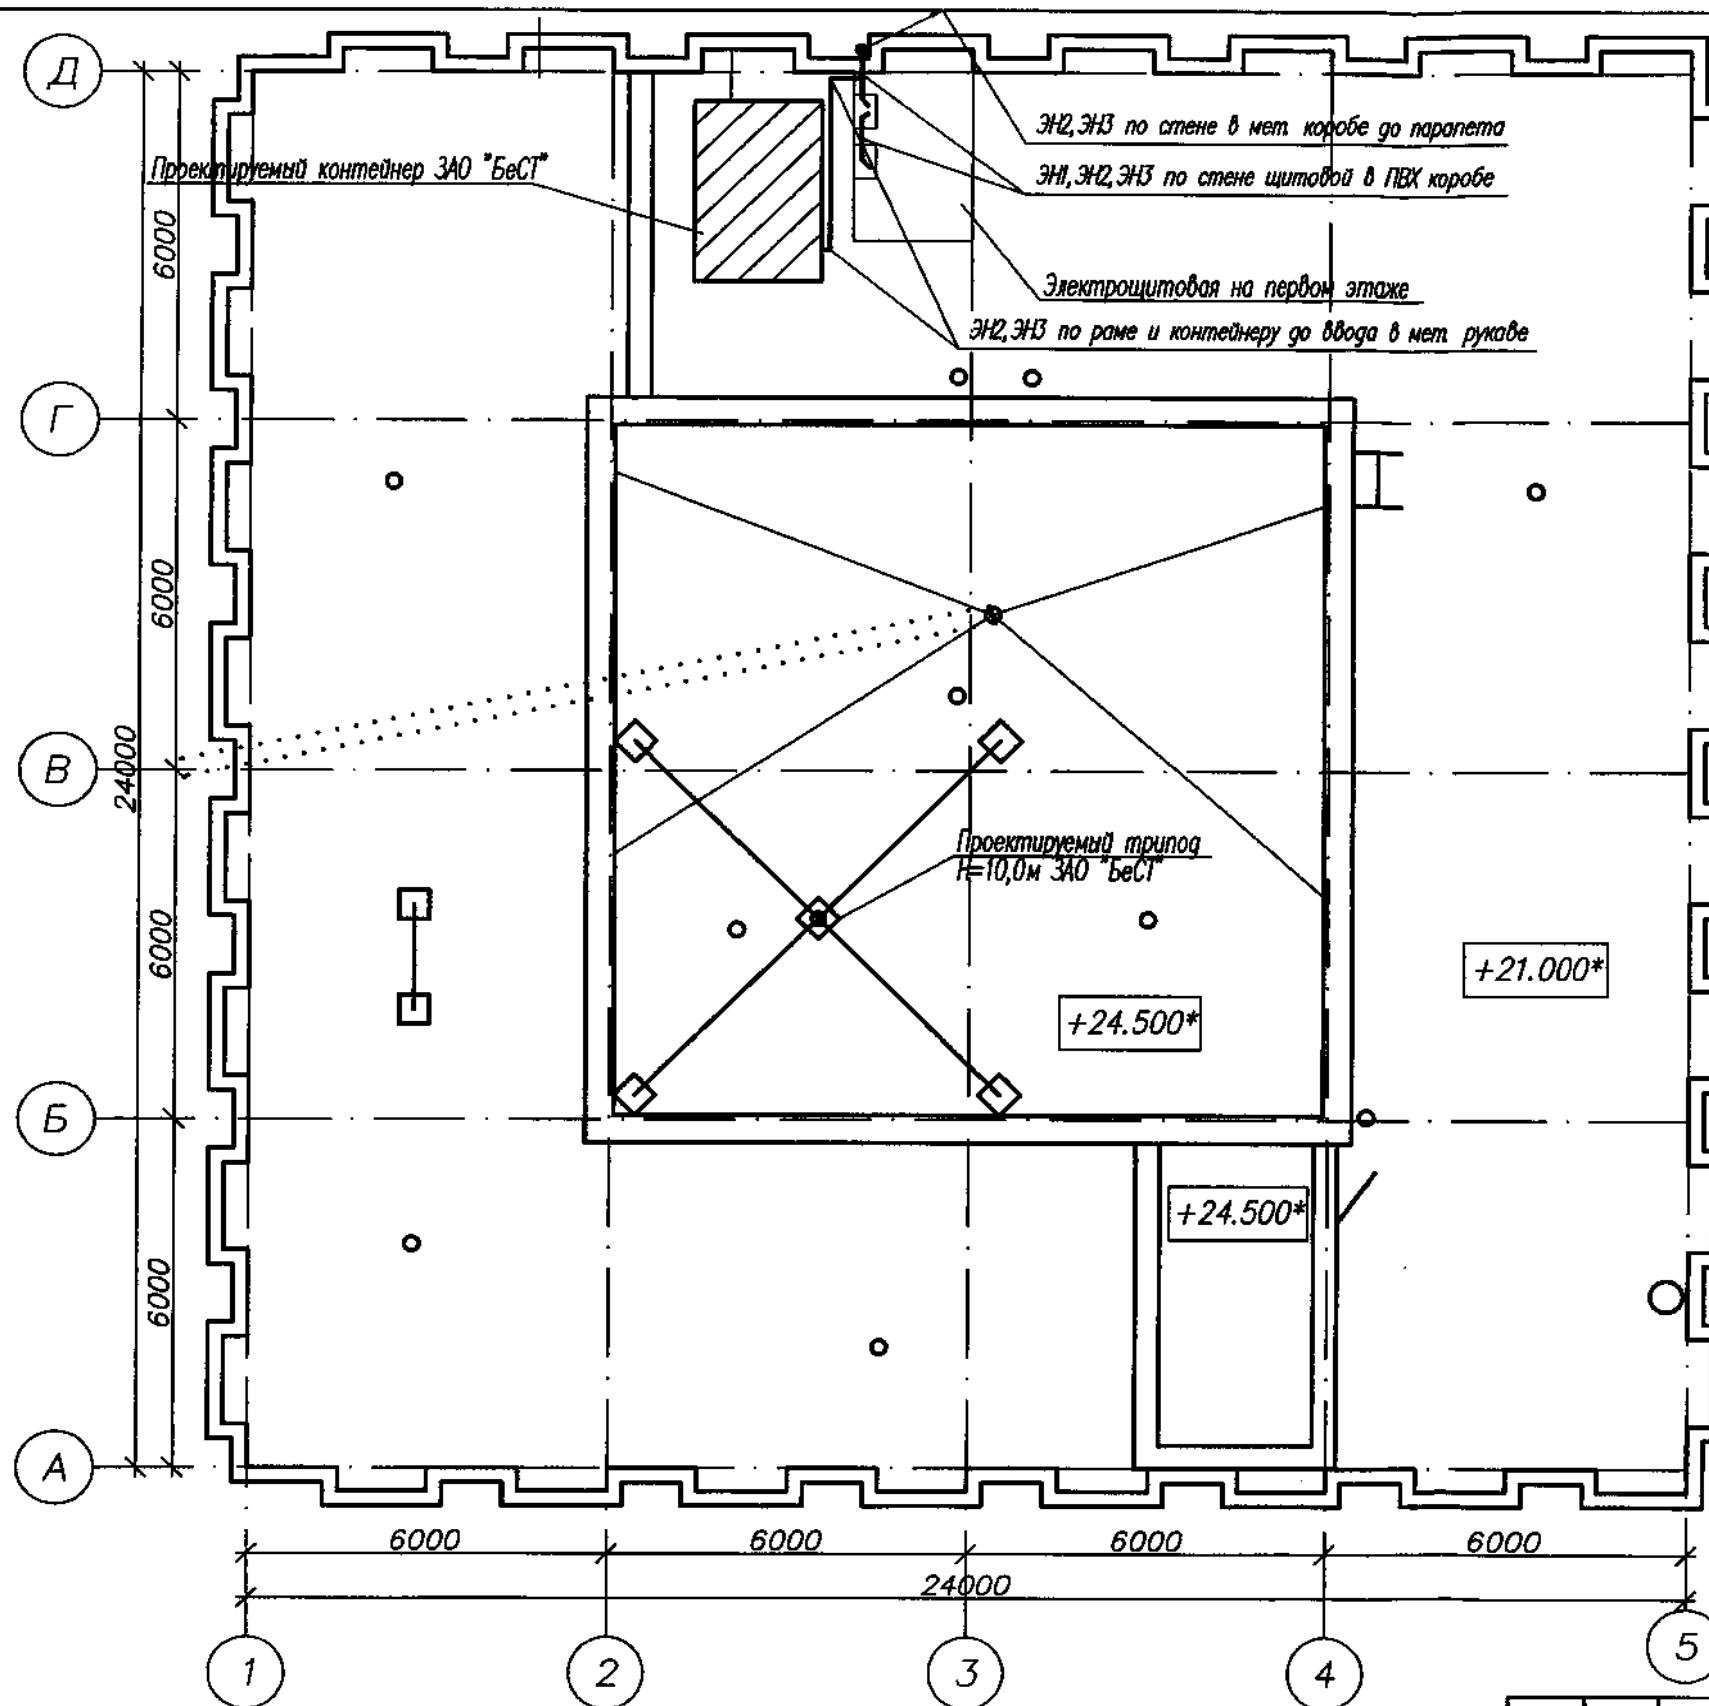 Д
ЭН2,ЭН3 по стене в мет. коробе до парапета
Проектируемый контейнер ЗАО "БеСТ"
ЭН1,ЭН2,ЭН3 по стене щитовой в ПВХ коробе
6000
Электрощитовая на первом этаже
ЭН2,ЭН3 по раме и контейнеру до ввода в мет. рукаве
Г
6000
В
24000
Проектируемый трипод
H=10,0м ЗАО "БеСТ"
6000
+21.000*
+24.500*
Б
+24.500*
6000
А
6000 6000 6000 6000
24000
1 2 3 4 5